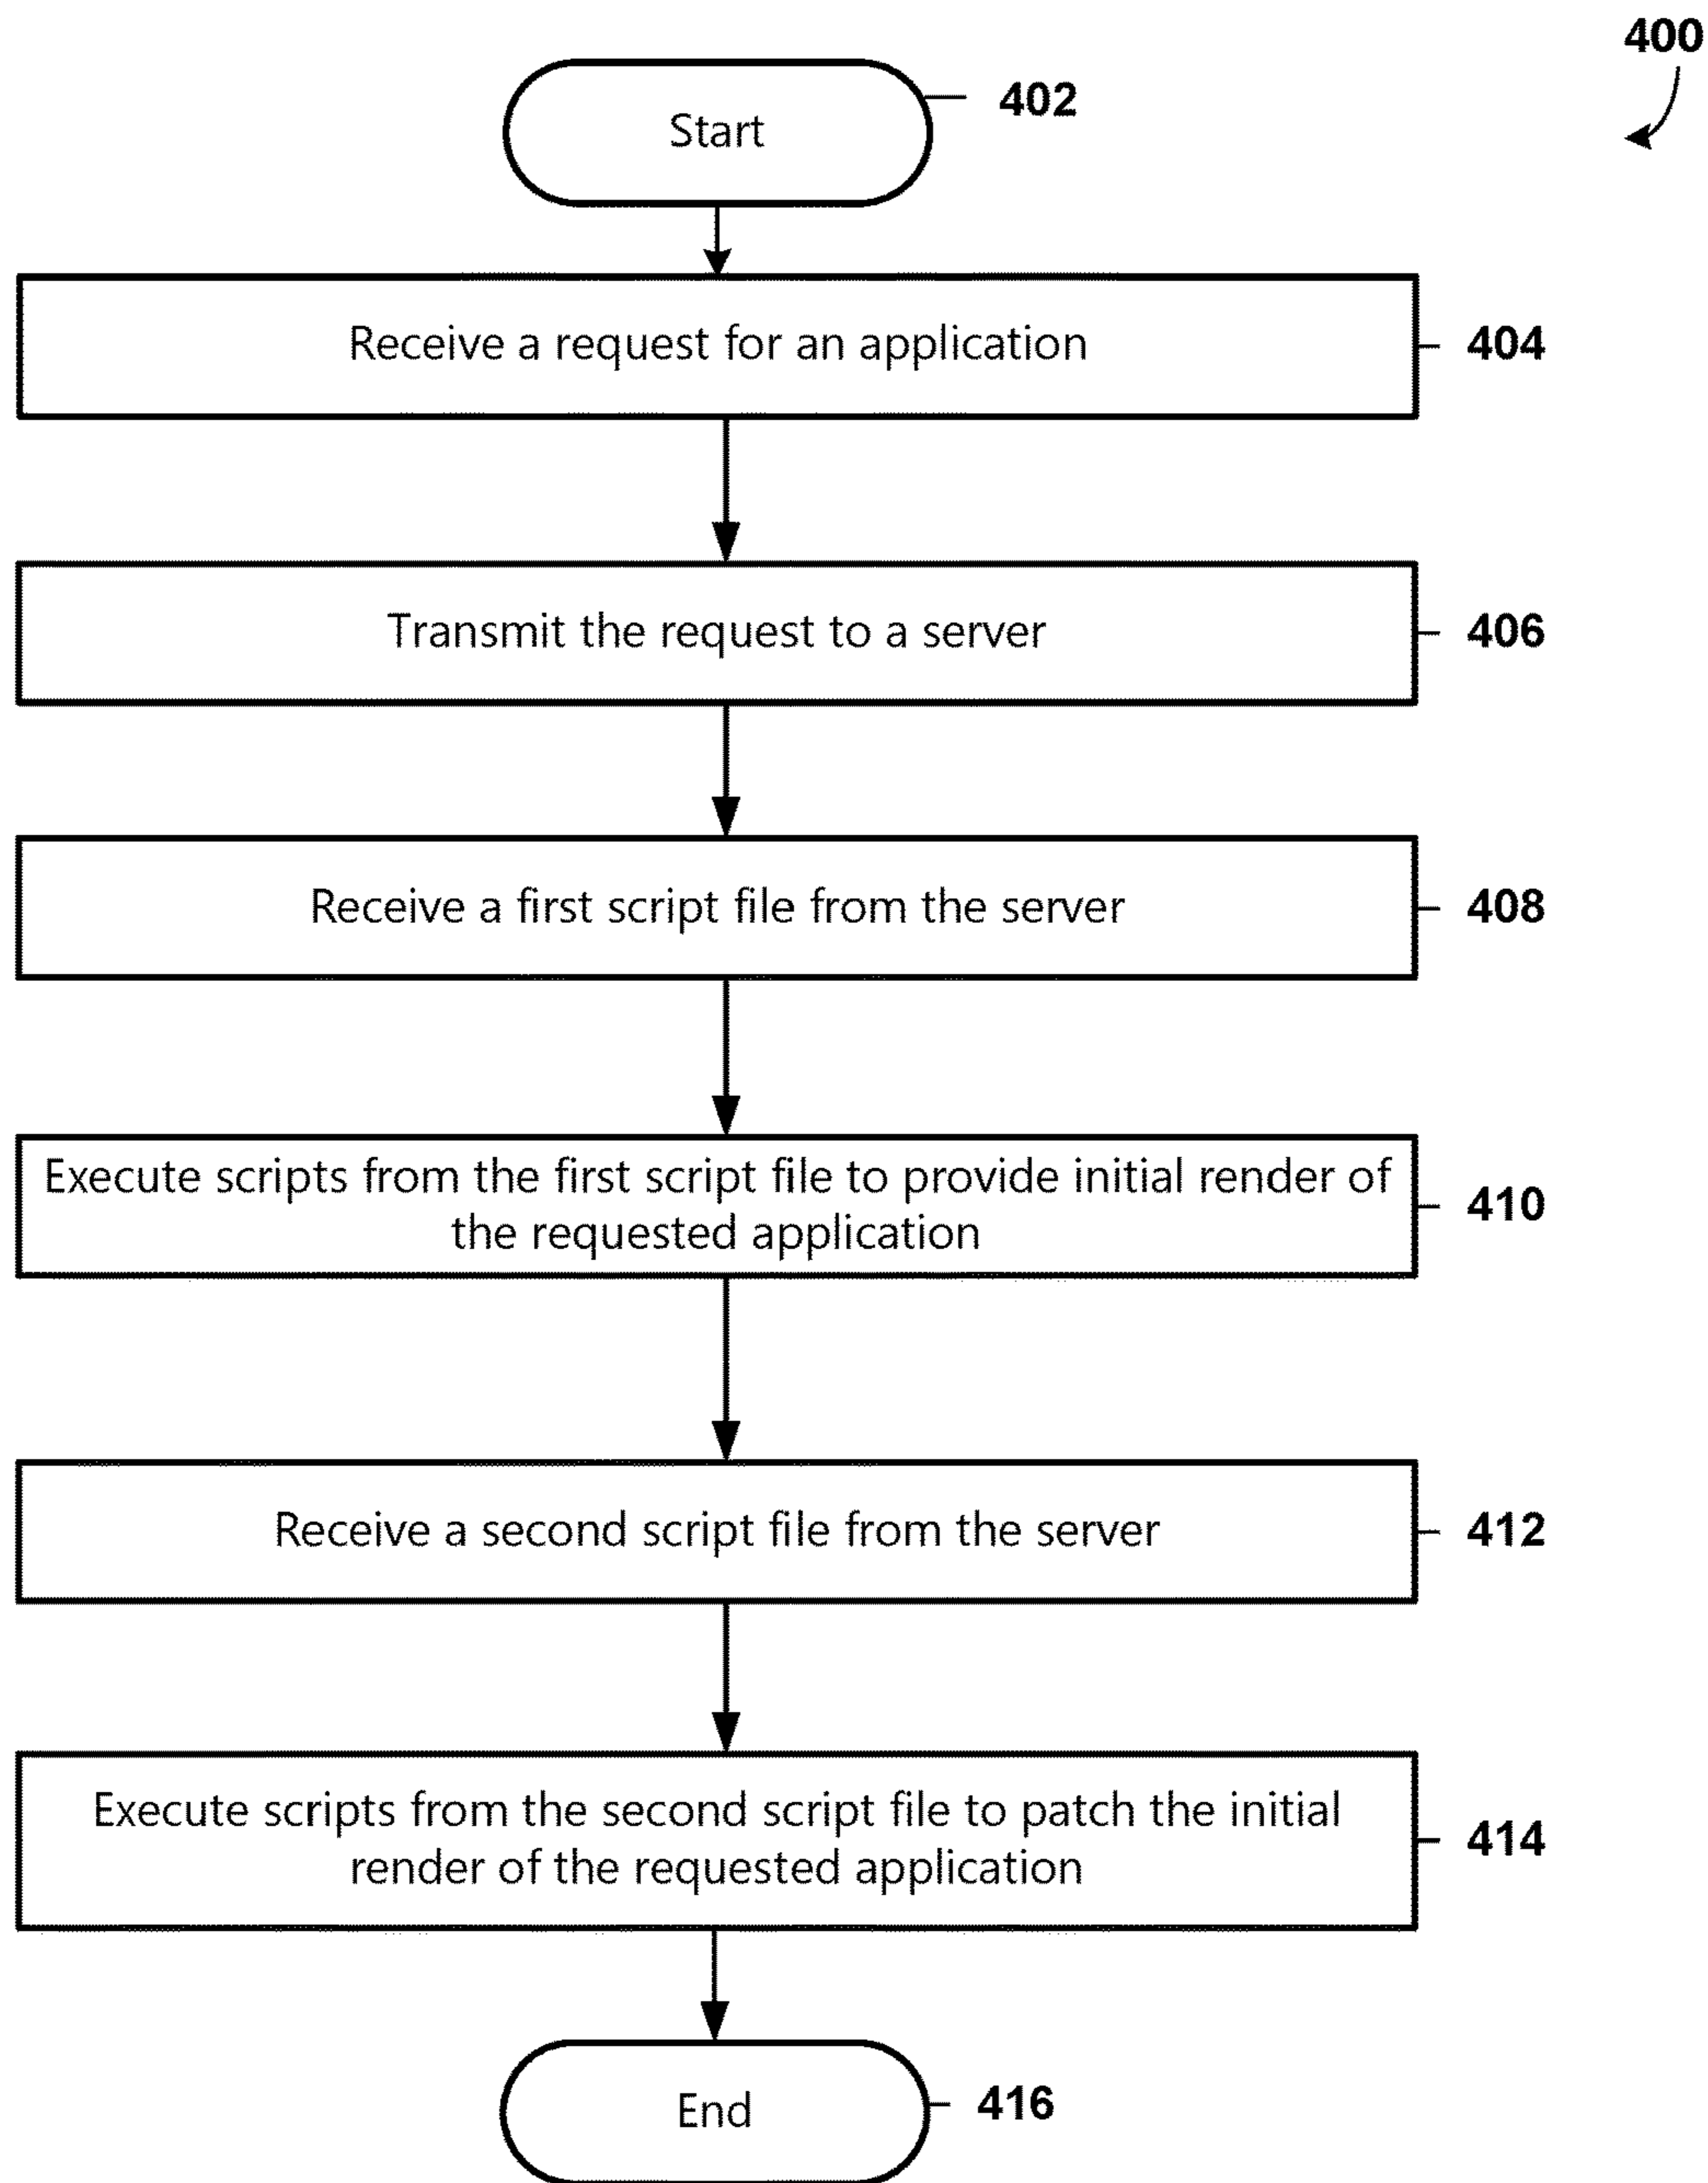 400
Start
402
Receive a request for an application
404
Transmit the request to a server
406
Receive a first script file from the server
408
Execute scripts from the first script file to provide initial render of
the requested application
410
Receive a second script file from the server
412
Execute scripts from the second script file to patch the initial
render of the requested application
414
End
416